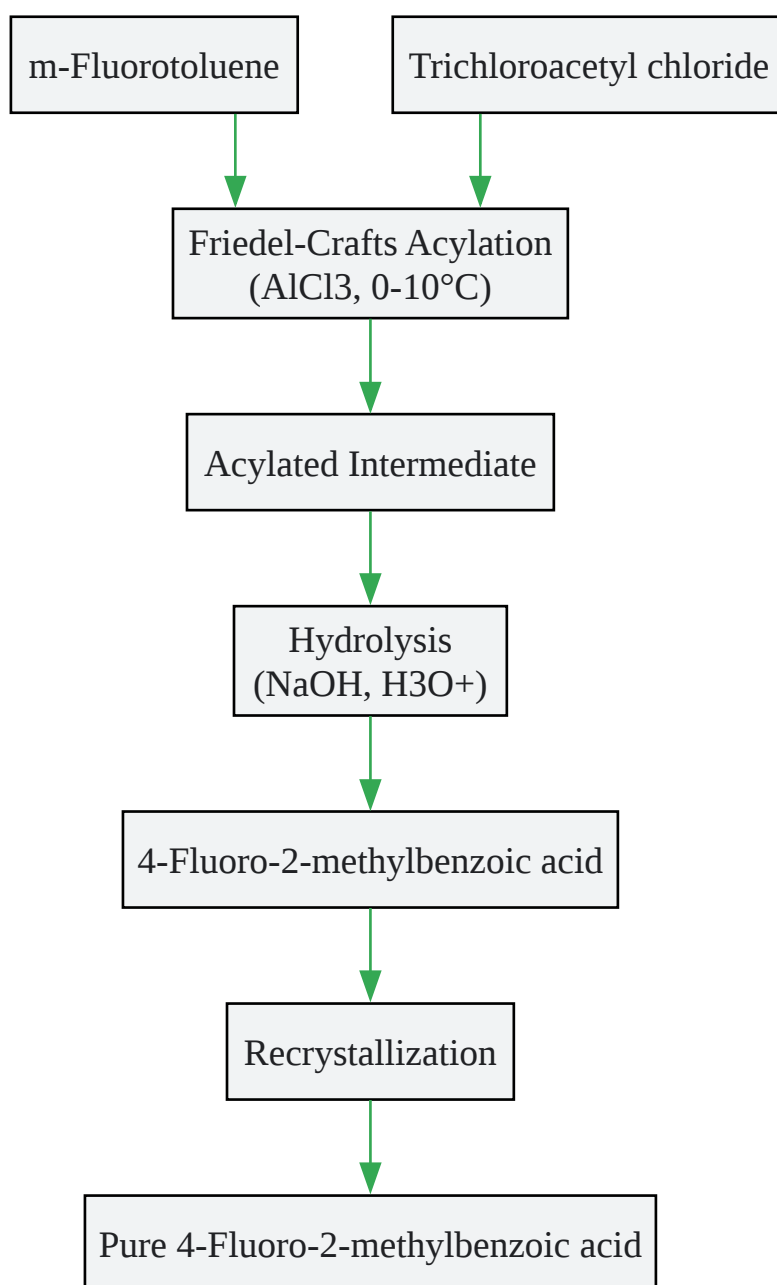 m-Fluorotoluene
Trichloroacetyl chloride
Friedel-Crafts Acylation
(AlCl3, 0-10°C)
Acylated Intermediate
Hydrolysis
(NaOH, H3O+)
4-Fluoro-2-methylbenzoic acid
Recrystallization
Pure 4-Fluoro-2-methylbenzoic acid